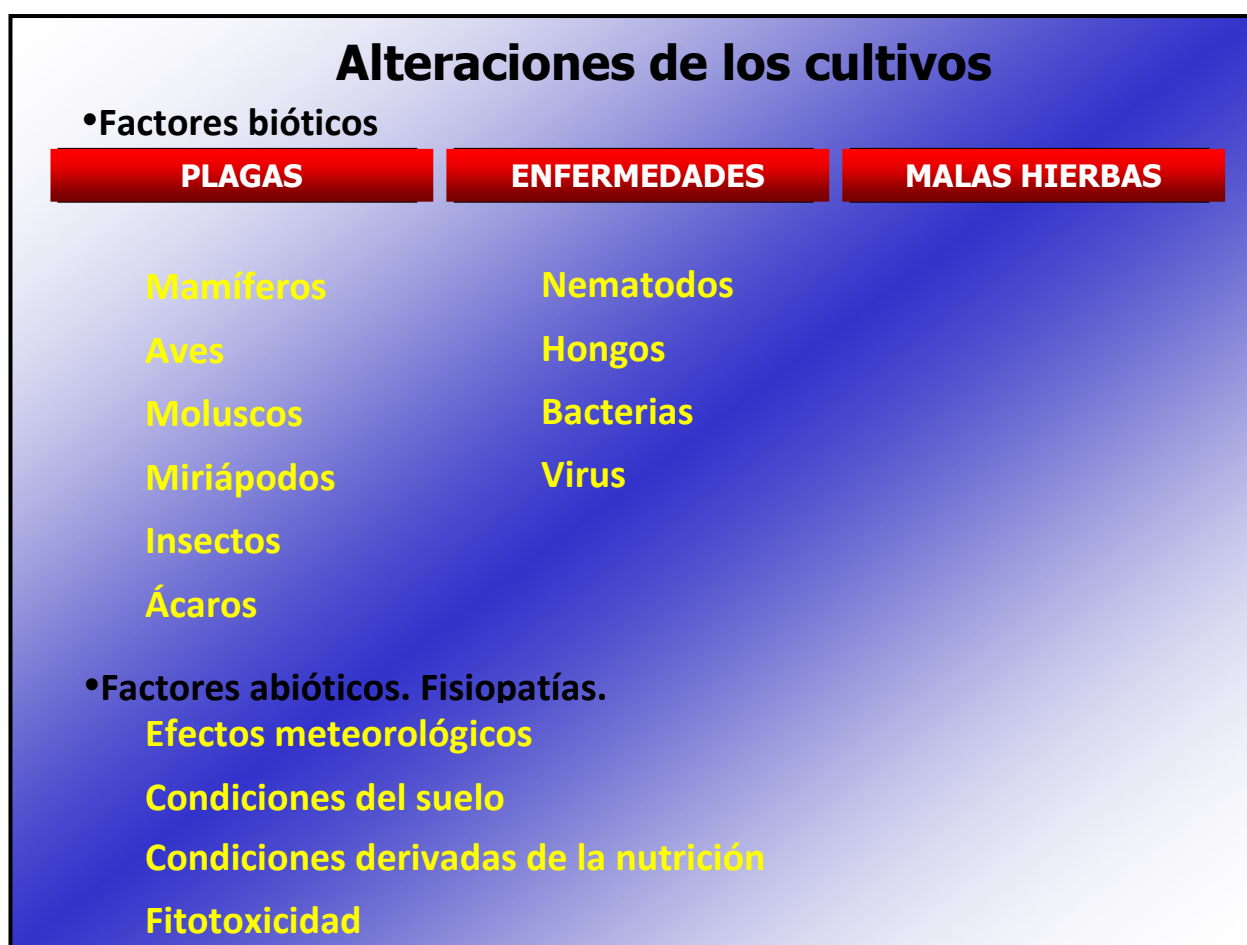 Alteraciones de los cultivos
•Factores bióticos
PLAGAS ENFERMEDADES MALAS HIERBAS
Mamíferos Nematodos
Aves Hongos
Moluscos Bacterias
Miriápodos Virus
Insectos
Ácaros
•Factores abióticos. Fisiopatías.
Efectos meteorológicos
Condiciones del suelo
Condiciones derivadas de la nutrición
Fitotoxicidad